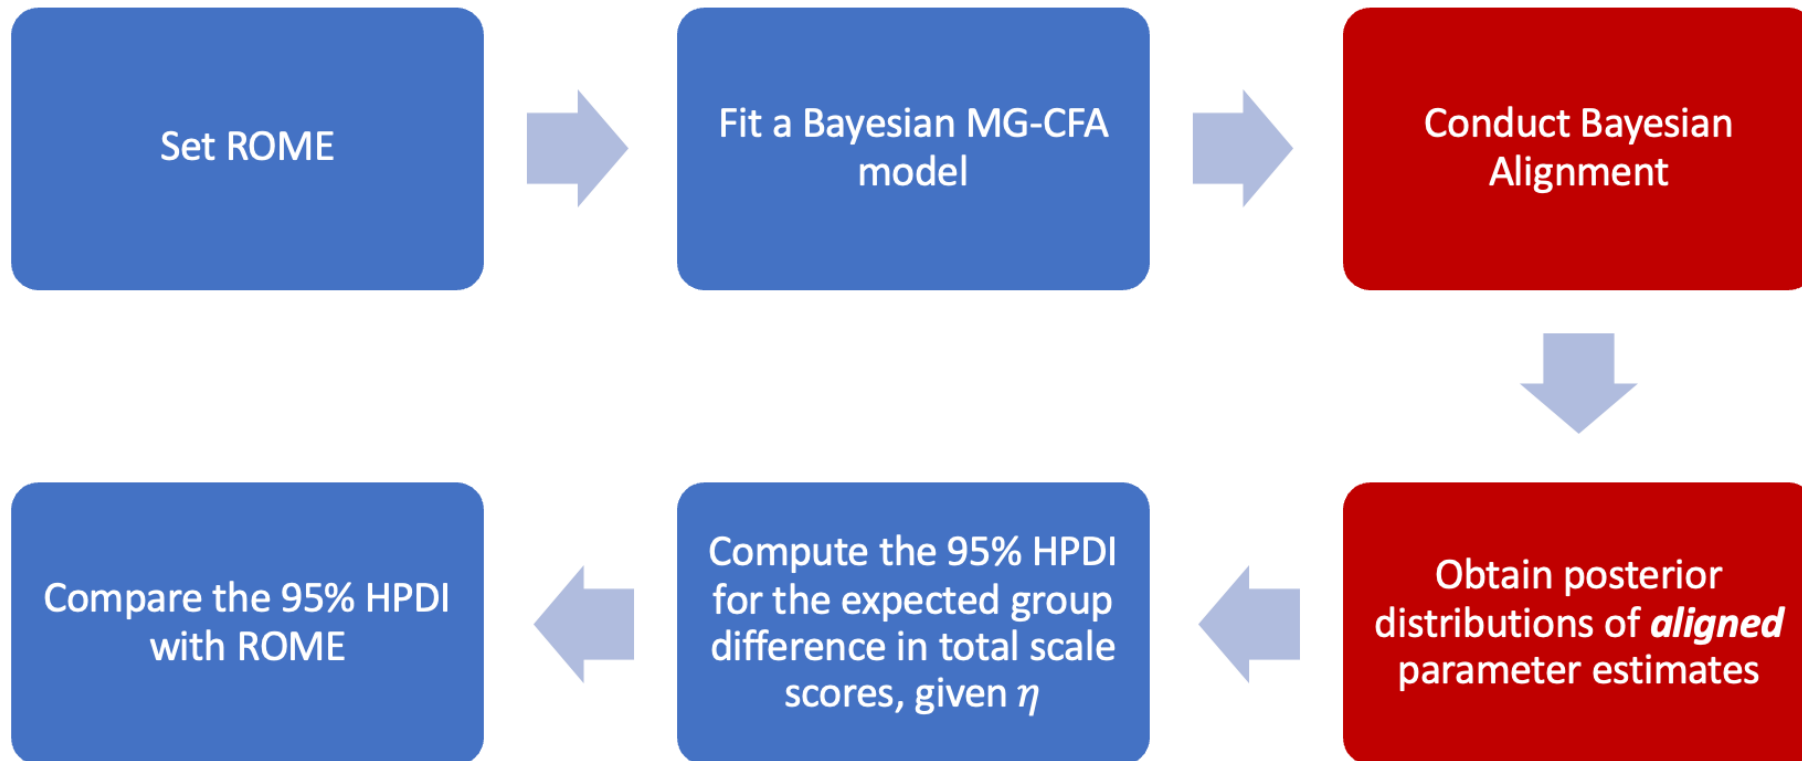 Set ROME
Fit a Bayesian MG-CFA
model
Conduct Bayesian
Alignment
Obtain posterior
distributions of aligned
parameter estimates
Compute the 95% HPDI
for the expected group
difference in total scale
scores, given η
Compare the 95% HPDI
with ROME